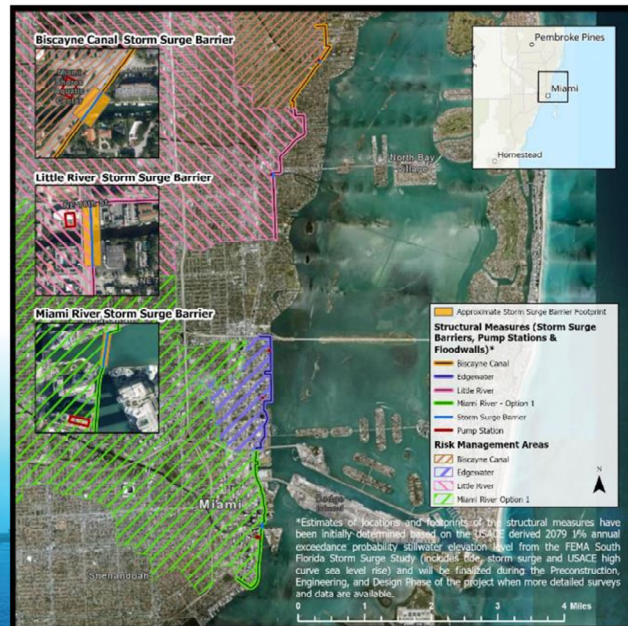 Biscayne Canal Storm Surge Barrier
Little River Storm Surge Barrier
Miami River Storm Surge Barrier
Pembroke Pines
Miami
Homestead
North Bay
Village
Miami
Shenandoah
Approximate Storm Surge Barrier Footprint
Structural Measures (Storm Surge
Barriers, Pump Stations &
Floodwalls)*
Biscayne Canal
Edgewater
Little River
Miami River - Option 1
Storm Surge Barrier
Pump Station
Risk Management Areas
Biscayne Canal
Edgewater
Little River
Miami River Option 1
N
*Estimates of locations and footprints of the structural measures have
been initially determined based on the USACE derived 2079 1% annual
exceedance probability stillwater elevation level from the FEMA South
Florida Storm Surge Study (includes tide, storm surge and USACE high
curve sea level rise) and will be finalized during the Preconstruction,
Engineering, and Design Phase of the project when more detailed surveys
and data are available.
0 1 2 3 4 Miles